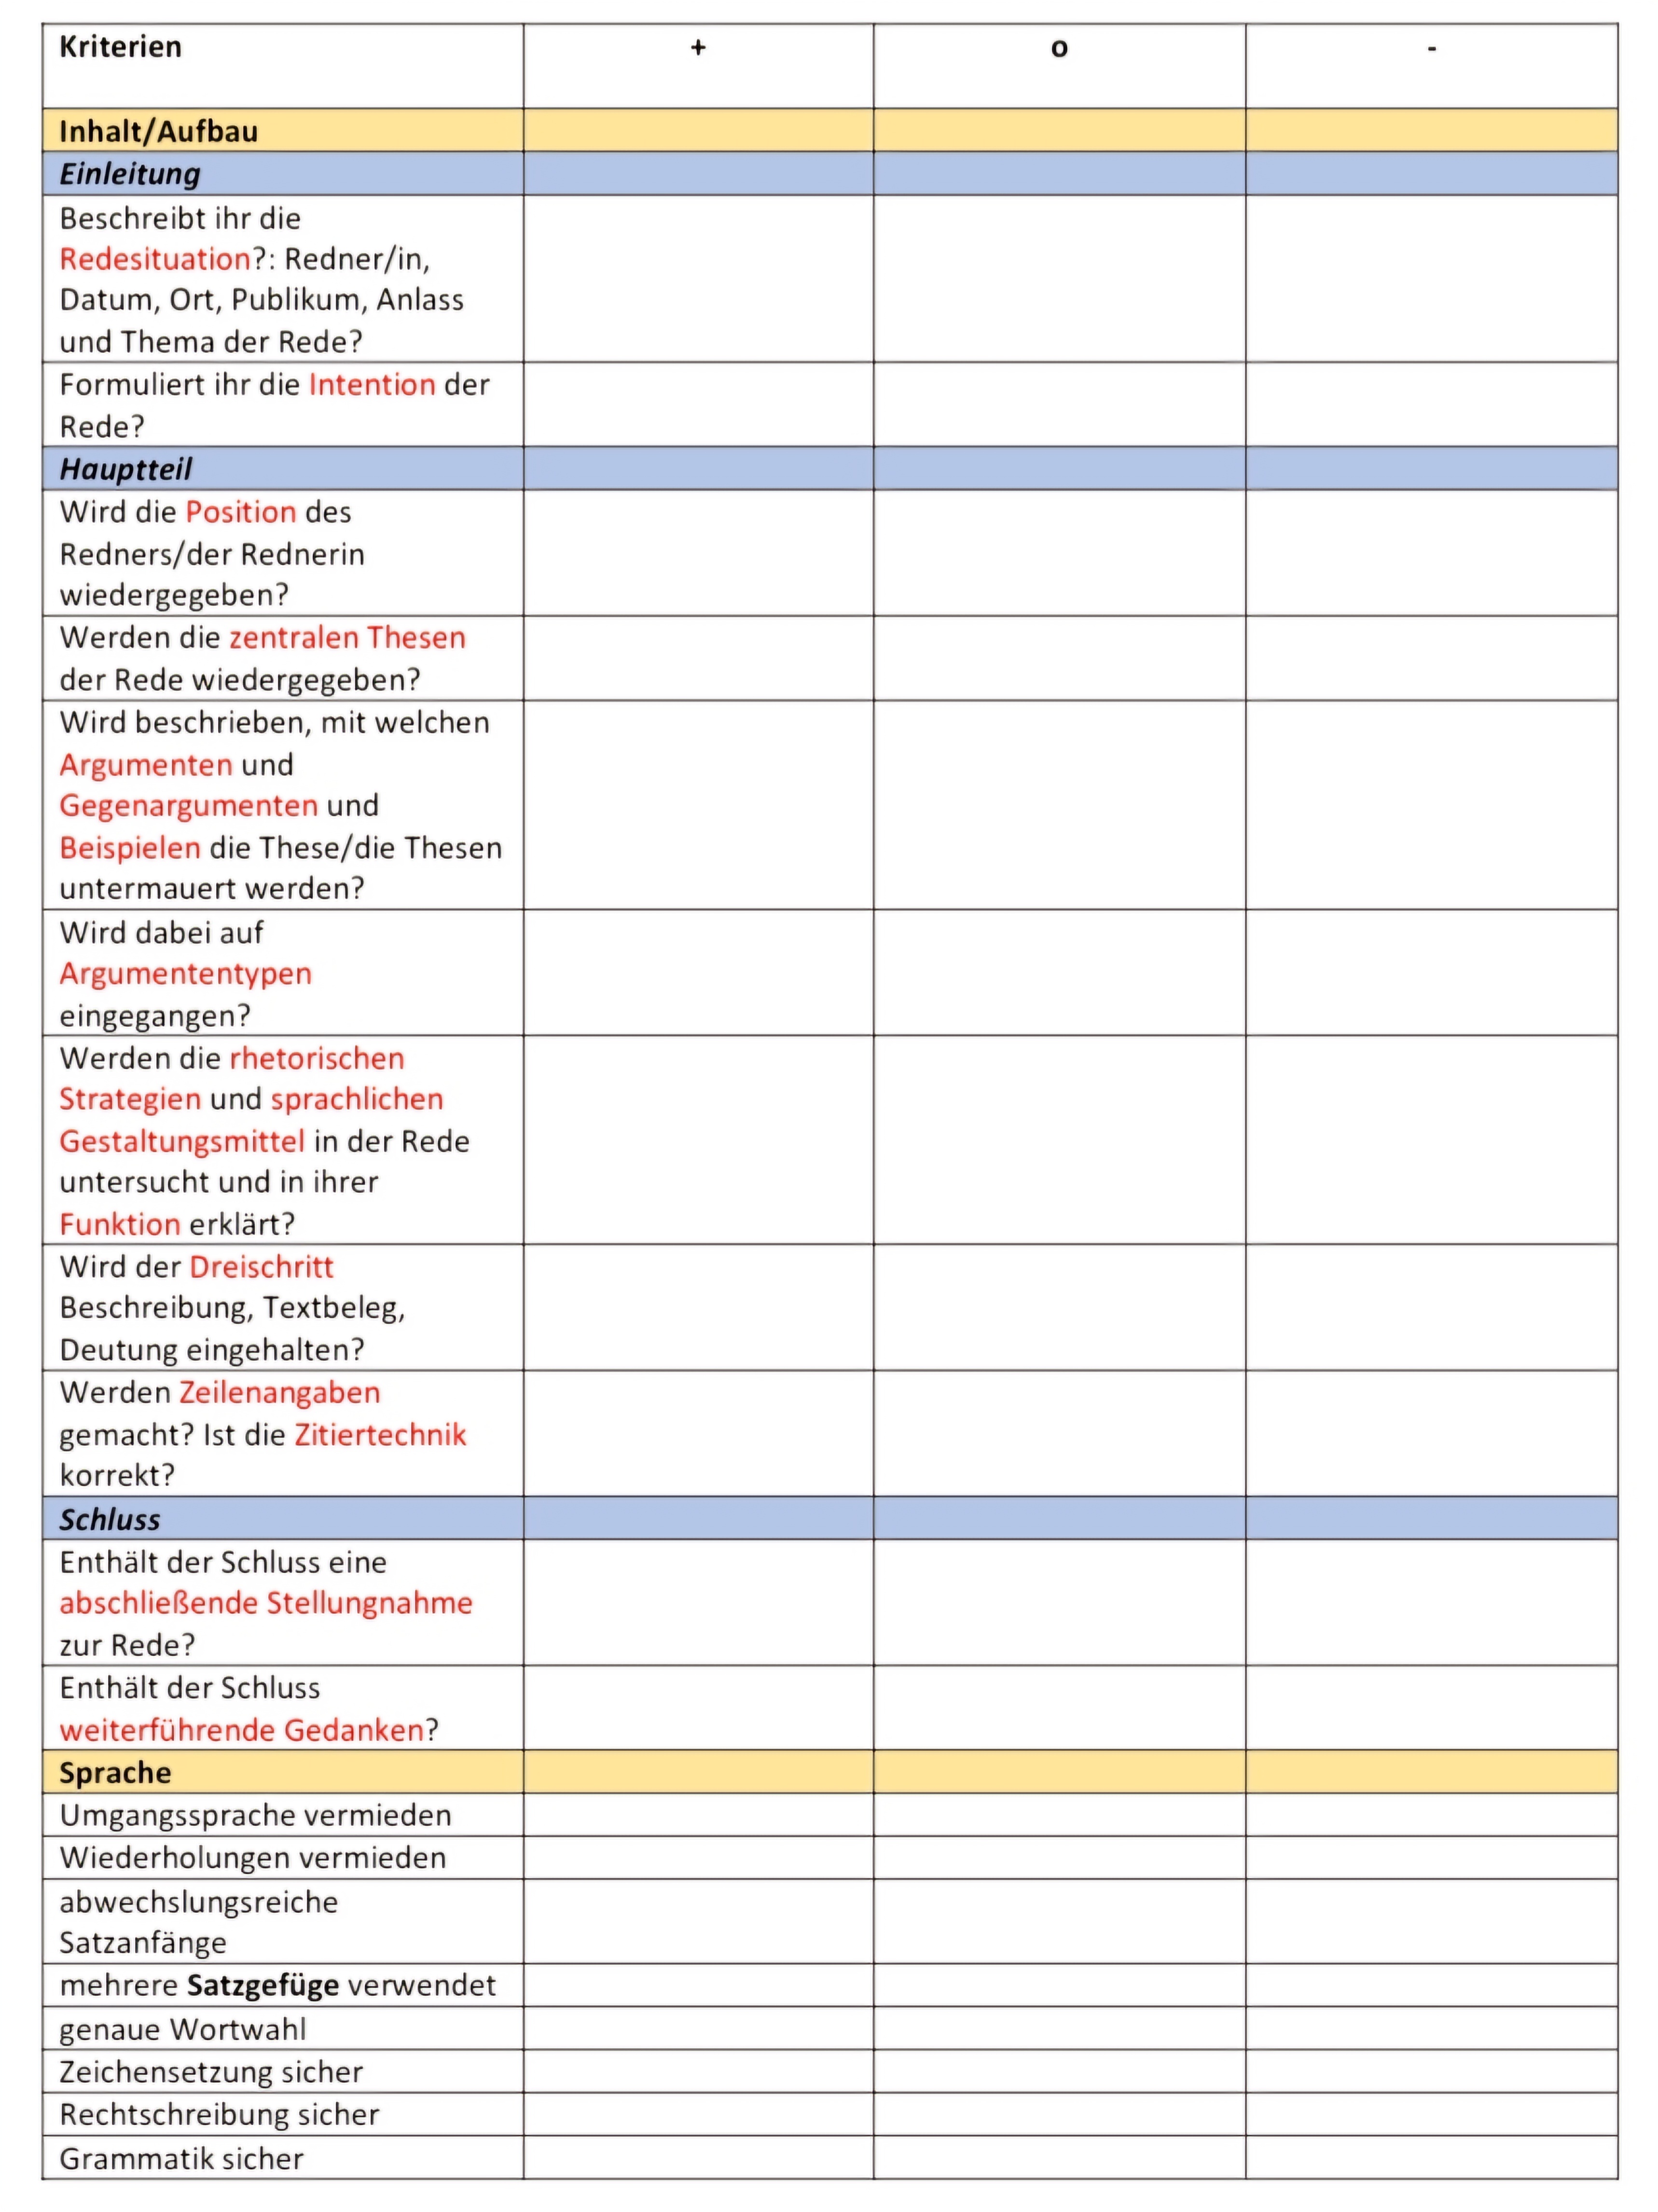 Kriterien + o -
Inhalt/Aufbau
Einleitung
Beschreibt ihr die
Redesituation?: Redner/in,
Datum, Ort, Publikum, Anlass
und Thema der Rede?
Formuliert ihr die Intention der
Rede?
Hauptteil
Wird die Position des
Redners/der Rednerin
wiedergegeben?
Werden die zentralen Thesen
der Rede wiedergegeben?
Wird beschrieben, mit welchen
Argumenten und
Gegenargumenten und
Beispielen die These/die Thesen
untermauert werden?
Wird dabei auf
Argumententypen
eingegangen?
Werden die rhetorischen
Strategien und sprachlichen
Gestaltungsmittel in der Rede
untersucht und in ihrer
Funktion erklärt?
Wird der Dreischritt
Beschreibung, Textbeleg,
Deutung eingehalten?
Werden Zeilenangaben
gemacht? Ist die Zitiertechnik
korrekt?
Schluss
Enthält der Schluss eine
abschließende Stellungnahme
zur Rede?
Enthält der Schluss
weiterführende Gedanken?
Sprache
Umgangssprache vermieden
Wiederholungen vermieden
abwechslungsreiche
Satzanfänge
mehrere Satzgefüge verwendet
genaue Wortwahl
Zeichensetzung sicher
Rechtschreibung sicher
Grammatik sicher